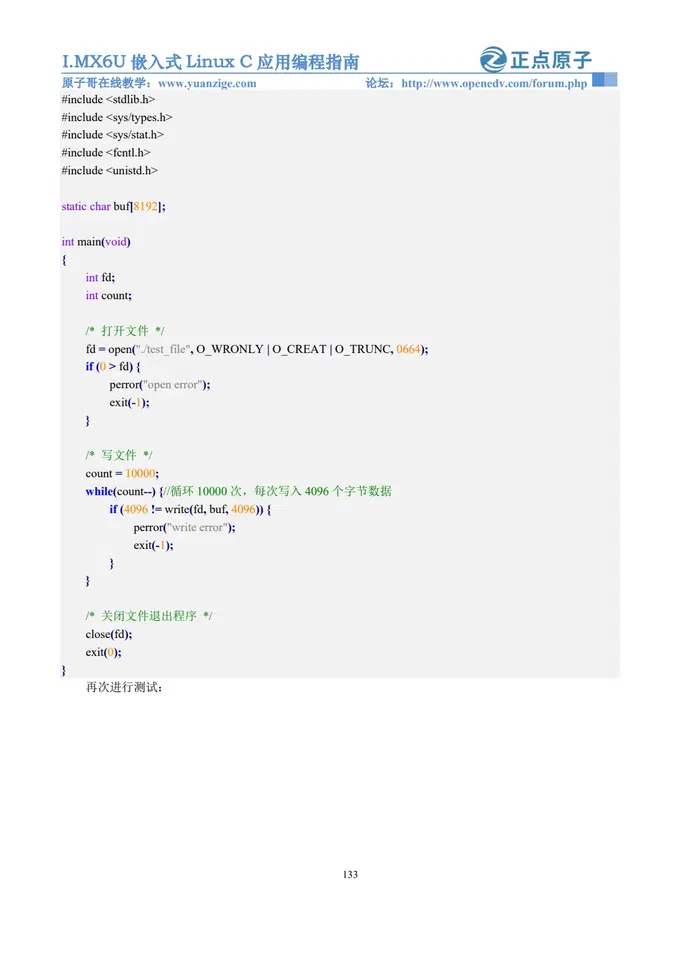 I.MX6U 嵌入式 Linux C 应用编程指南
正点原子
原子哥在线教学：www.yuanzige.com 论坛：http://www.openedv.com/forum.php
#include <stdlib.h>
#include <sys/types.h>
#include <sys/stat.h>
#include <fcntl.h>
#include <unistd.h>
static char buf[8192];
int main(void)
{
int fd;
int count;
/* 打开文件 */
fd = open("./test_file", O_WRONLY | O_CREAT | O_TRUNC, 0664);
if (0 > fd) {
perror("open error");
exit(-1);
}
/* 写文件 */
count = 10000;
while(count--) {//循环 10000 次，每次写入 4096 个字节数据
if (4096 != write(fd, buf, 4096)) {
perror("write error");
exit(-1);
}
}
/* 关闭文件退出程序 */
close(fd);
exit(0);
}
再次进行测试：
133